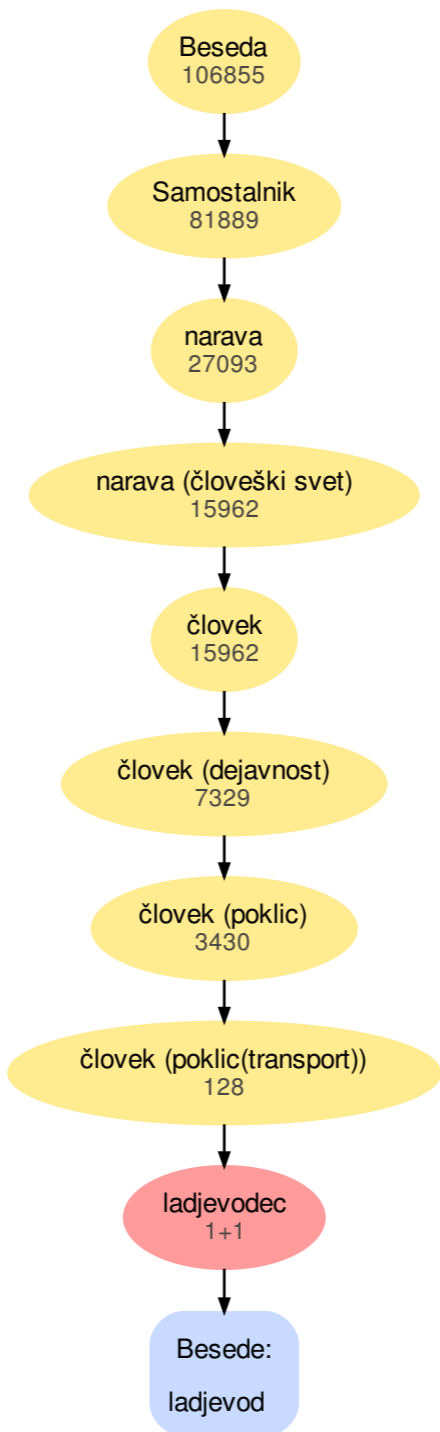 Beseda
106855
Samostalnik
81889
narava
27093
narava (človeški svet)
15962
človek
15962
človek (dejavnost)
7329
človek (poklic)
3430
človek (poklic(transport))
128
ladjevodec
1+1
Besede:
ladjevod